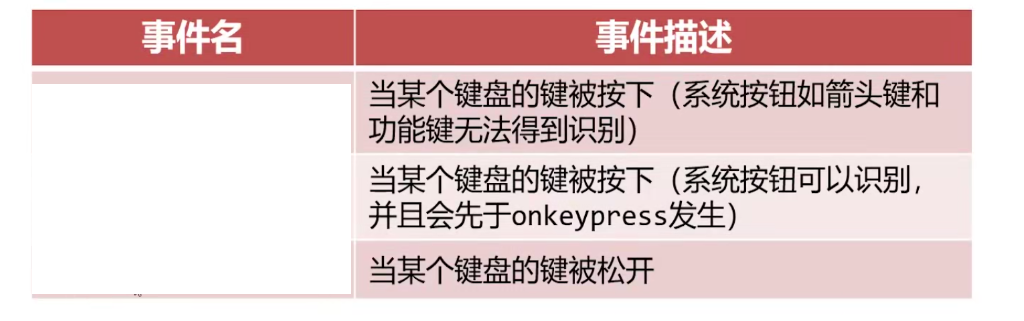 事件名
事件描述
当某个键盘的键被按下（系统按钮如箭头键和
功能键无法得到识别）
当某个键盘的键被按下（系统按钮可以识别，
并且会先于onkeypress发生）
当某个键盘的键被松开